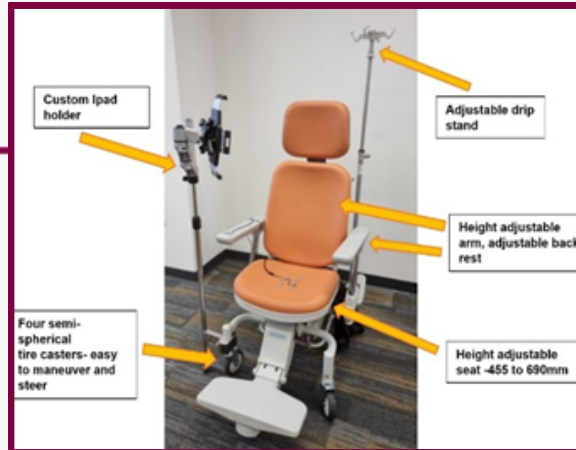 Custom Ipad
holder
Adjustable drip
stand
Height adjustable
arm, adjustable back
rest
Four semi-
spherical
tire casters- easy
to maneuver and
steer
Height adjustable
seat -455 to 690mm